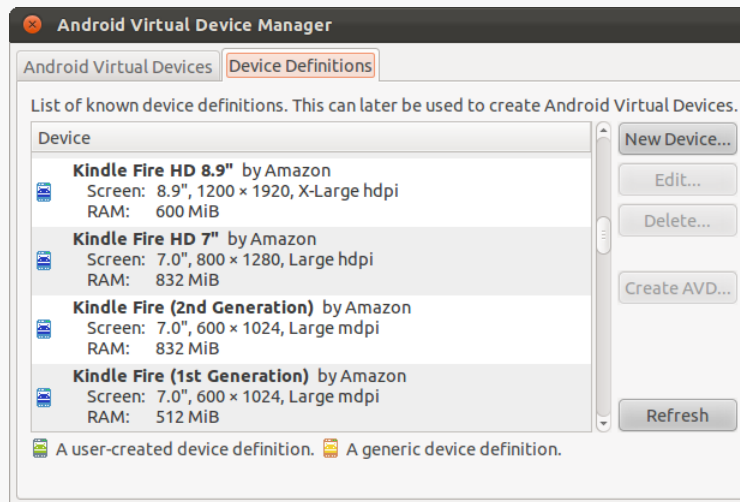 Android Virtual Device Manager
Android Virtual Devices
Device Definitions
List of known device definitions. This can later be used to create Android Virtual Devices.
Device
Kindle Fire HD 8.9" by Amazon
Screen: 8.9", 1200 × 1920, X-Large hdpi
RAM: 600 MiB
Kindle Fire HD 7" by Amazon
Screen: 7.0", 800 × 1280, Large hdpi
RAM: 832 MiB
Kindle Fire (2nd Generation) by Amazon
Screen: 7.0", 600 × 1024, Large mdpi
RAM: 832 MiB
Kindle Fire (1st Generation) by Amazon
Screen: 7.0", 600 × 1024, Large mdpi
RAM: 512 MiB
New Device...
Edit...
Delete...
Create AVD...
Refresh
A user-created device definition. A generic device definition.